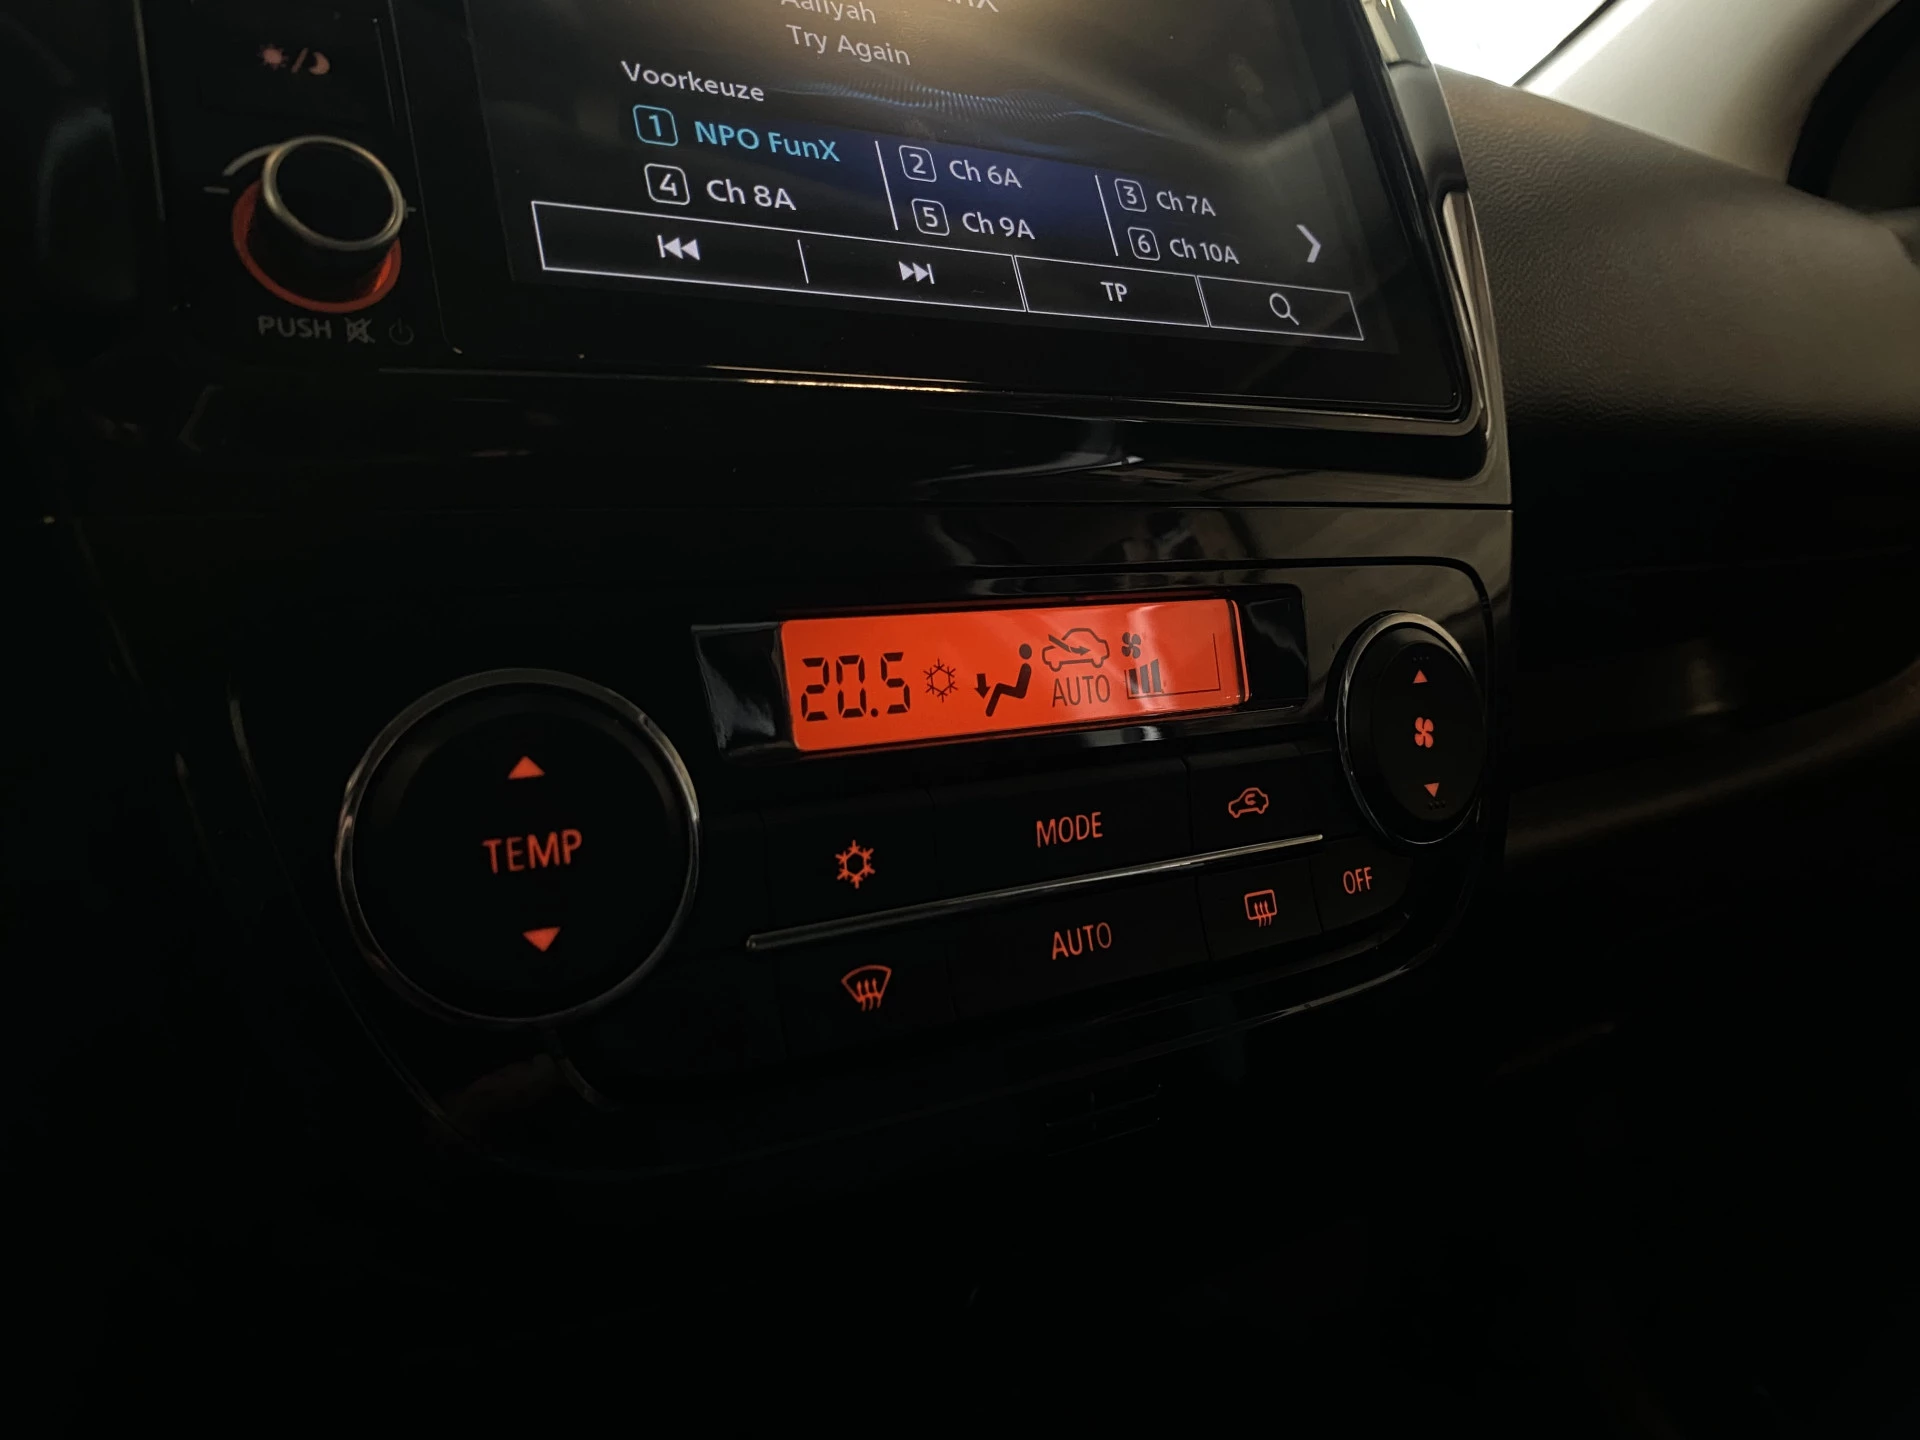 Aaliyah
Try Again
Voorkeuze
1 NPO FunX
2 Ch 6A
3 Ch 7A
4 Ch 8A
5 Ch 9A
6 Ch 10A
TP
PUSH
20.5
AUTO
TEMP
MODE
AUTO
OFF